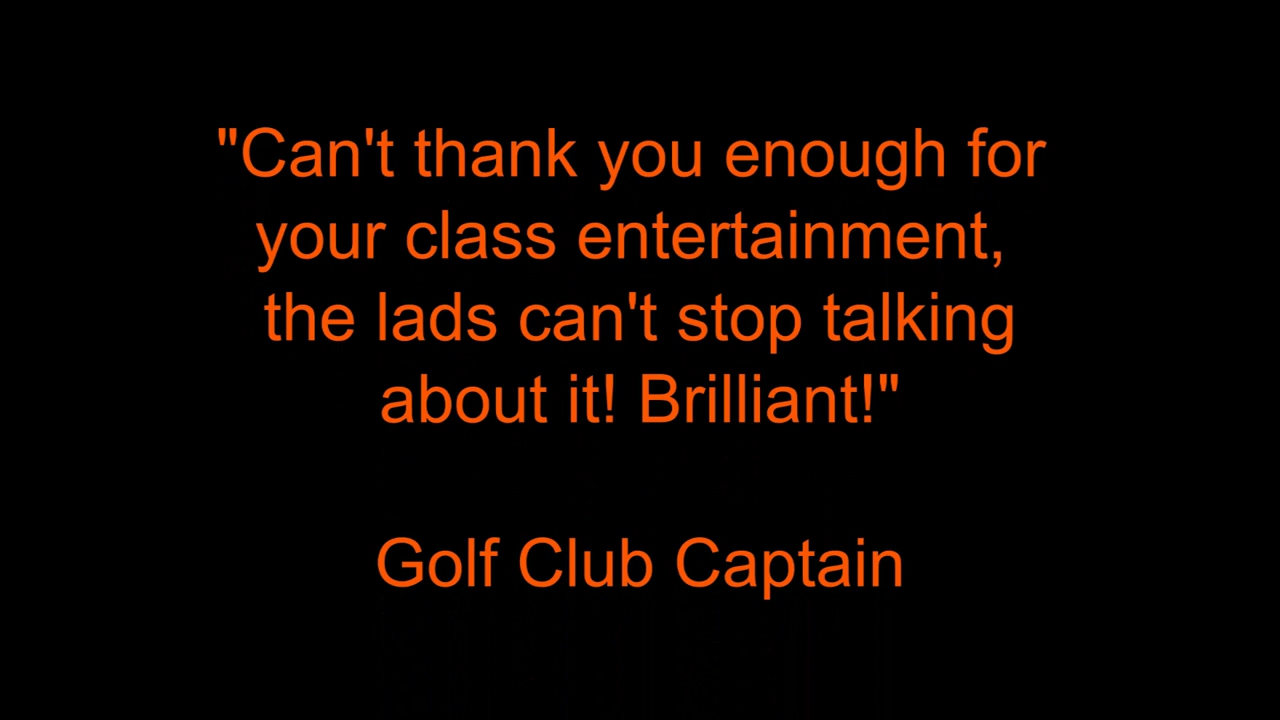 "Can't thank you enough for
your class entertainment,
the lads can't stop talking
about it! Brilliant!"
Golf Club Captain